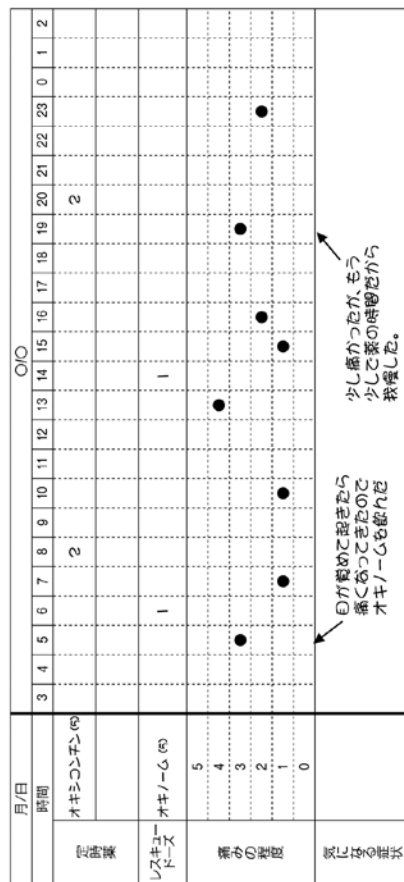 月/日 〇/〇
時間 3 4 5 6 7 8 9 10 11 12 13 14 15 16 17 18 19 20 21 22 23 0 1 2
定時薬 オキシコンチン(円) 2 2
レスキュードーズ オキノーム(円) 1 1
痛みの程度
5
4
3
2
1
0
気になる症状
目が覚めて起きたら
痛くなってきたので
オキノームを飲んだ
少し痛かったが、もう
少しで薬の時間だから
我慢した。